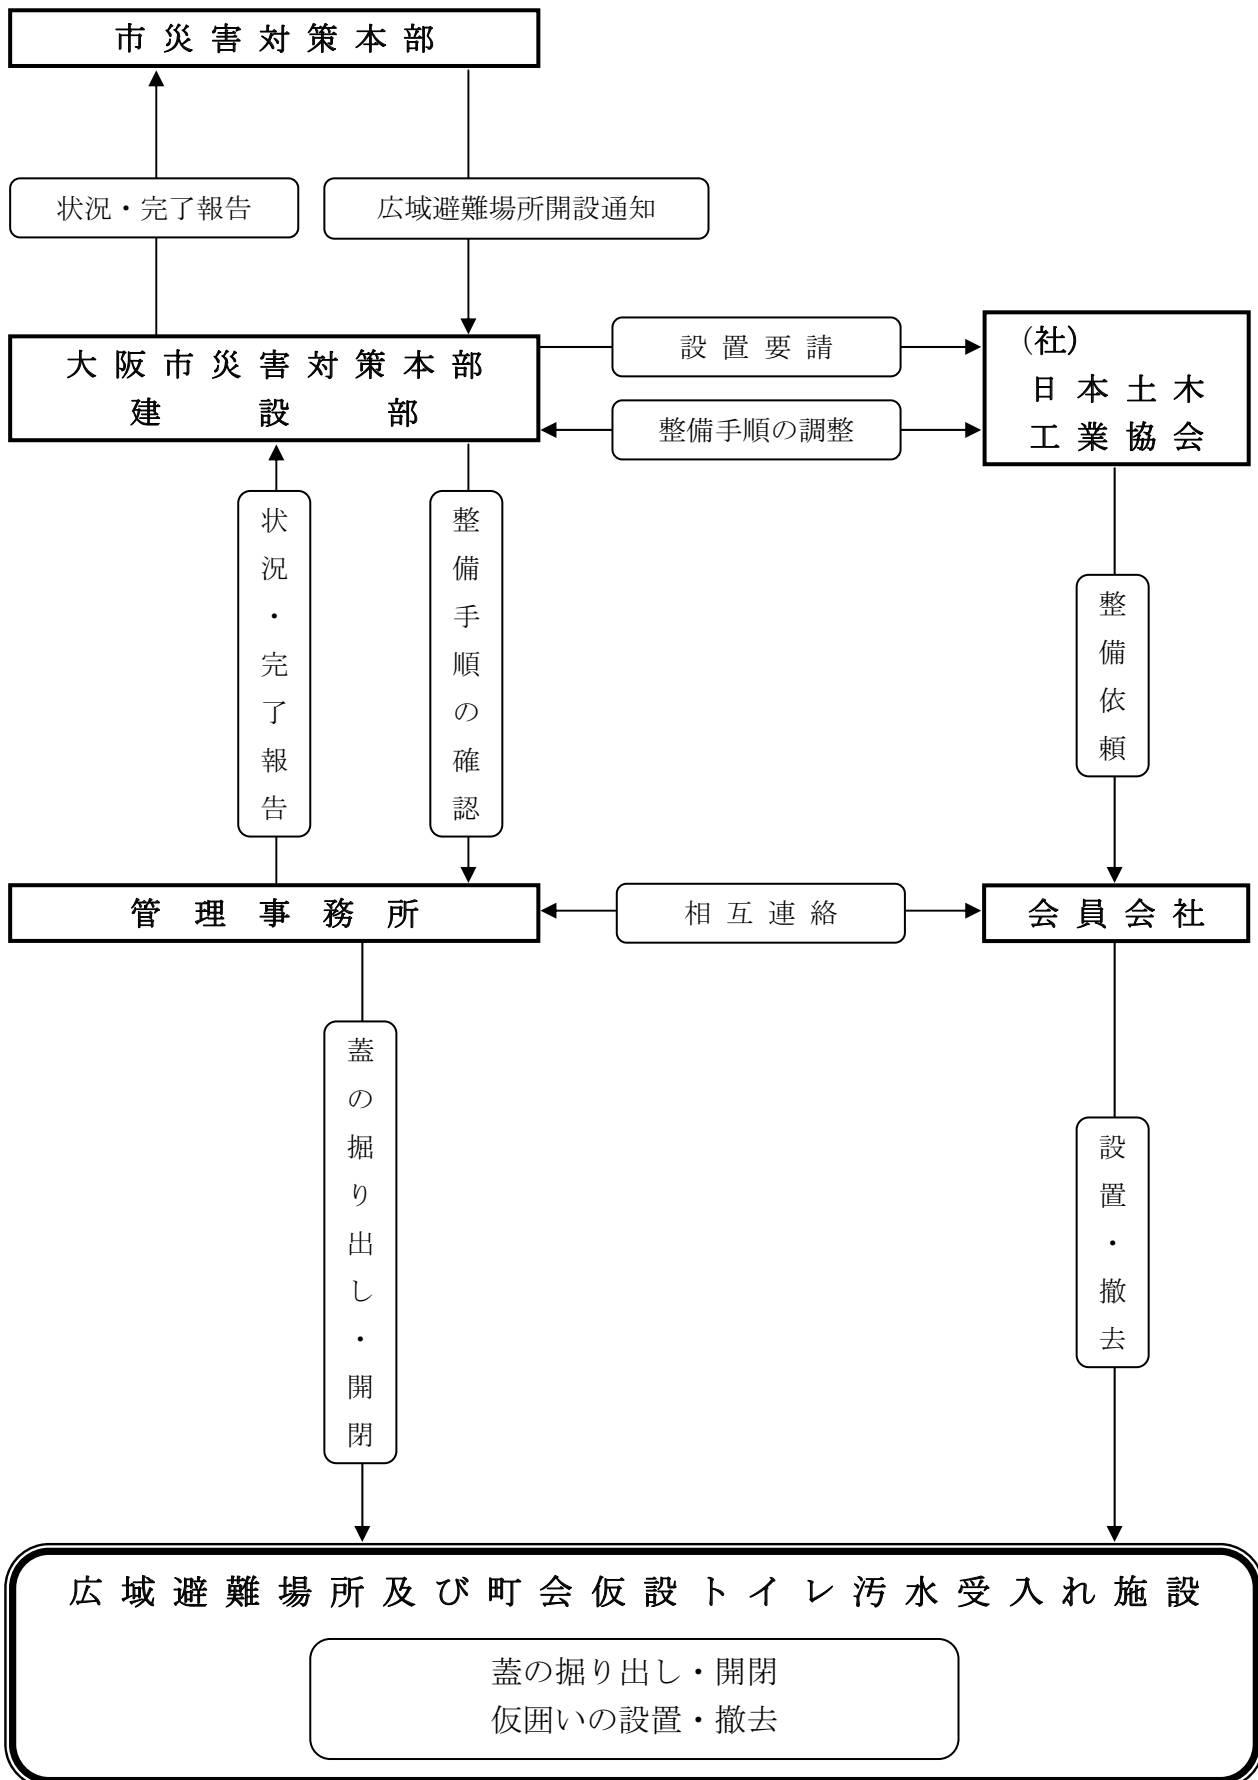 市災害対策本部
状況・完了報告
広域避難場所開設通知
大阪市災害対策本部
建設部
設置要請
整備手順の調整
(社)
日本土木
工業協会
状況・完了報告
整備手順の確認
整備依頼
管理事務所
相互連絡
会員会社
蓋の掘り出し・開閉
設置・撤去
広域避難場所及び町会仮設トイレ汚水受入れ施設
蓋の掘り出し・開閉
仮囲いの設置・撤去